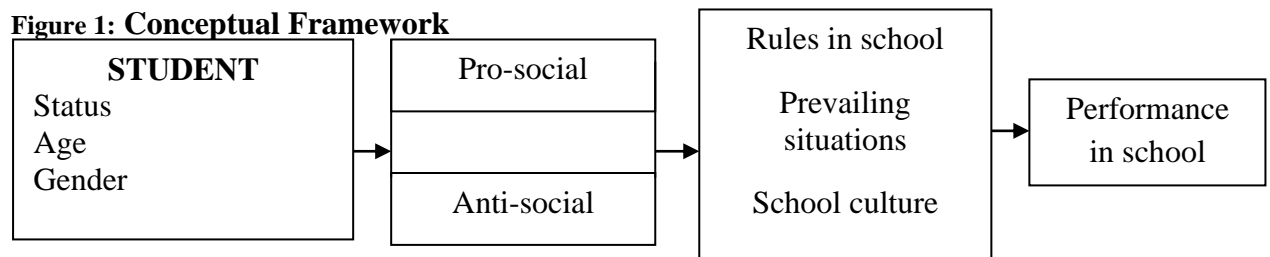 Figure 1: Conceptual Framework
STUDENT
Status
Age
Gender
Pro-social
Anti-social
Rules in school
Prevailing
situations
School culture
Performance
in school